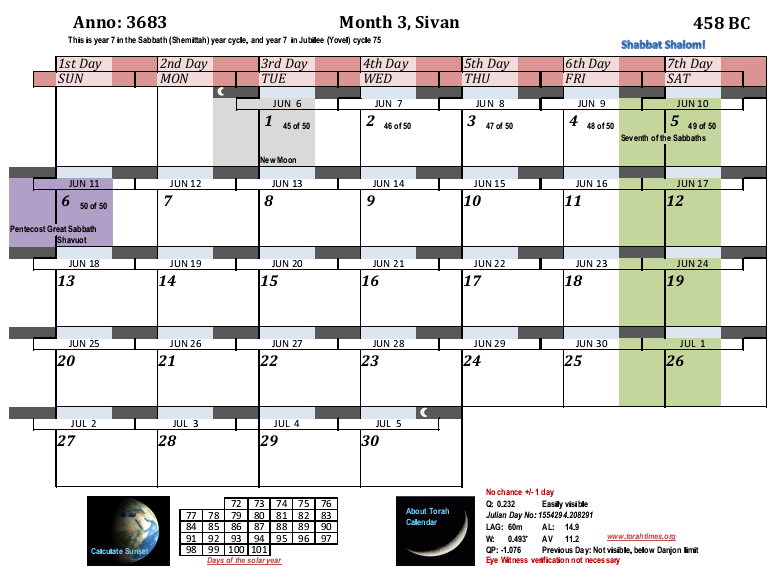 Anno: 3683 Month 3, Sivan 458 BC
This is year 7 in the Sabbath (Shemittah) year cycle, and year 7 in Jubilee (Yovel) cycle 75
Shabbat Shalom!
1st Day 2nd Day 3rd Day 4th Day 5th Day 6th Day 7th Day
SUN MON TUE WED THU FRI SAT
JUN 6 JUN 7 JUN 8 JUN 9 JUN 10
1 45 of 50 2 46 of 50 3 47 of 50 4 48 of 50 5 49 of 50
Seventh of the Sabbaths
New Moon
JUN 11 JUN 12 JUN 13 JUN 14 JUN 15 JUN 16 JUN 17
6 50 of 50 7 8 9 10 11 12
Pentecost Great Sabbath
Shavuot
JUN 18 JUN 19 JUN 20 JUN 21 JUN 22 JUN 23 JUN 24
13 14 15 16 17 18 19
JUN 25 JUN 26 JUN 27 JUN 28 JUN 29 JUN 30 JUL 1
20 21 22 23 24 25 26
JUL 2 JUL 3 JUL 4 JUL 5
27 28 29 30
Calculate Sunset
72 73 74 75 76
77 78 79 80 81 82 83
84 85 86 87 88 89 90
91 92 93 94 95 96 97
98 99 100 101
Days of the solar year
About Torah
Calendar
No chance +/- 1 day
Q: 0.232 Easily visible
Julian Day No: 1554294.208291
LAG: 60m AL: 14.9
W: 0.493' AV 11.2 www.torahtimes.org
QP: -1.076 Previous Day: Not visible, below Danjon limit
Eye Witness verification not necessary